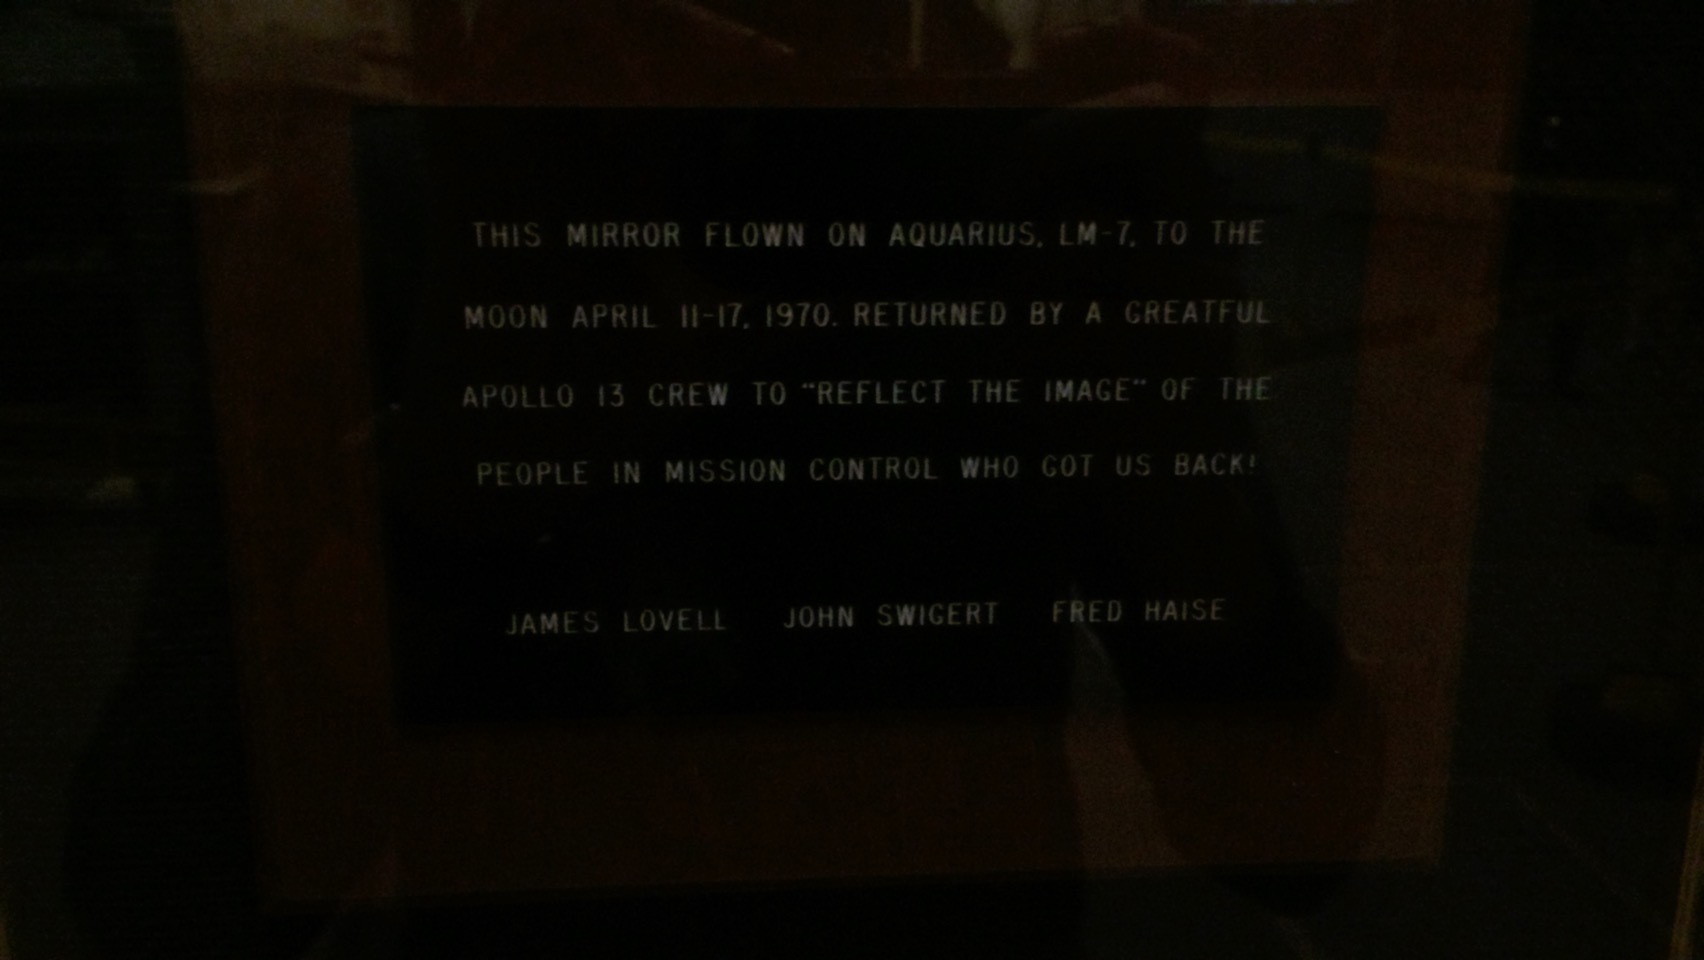 THIS MIRROR FLOWN ON AQUARIUS, LM-7, TO THE
MOON APRIL 11-17, 1970. RETURNED BY A GREATFUL
APOLLO 13 CREW TO "REFLECT THE IMAGE" OF THE
PEOPLE IN MISSION CONTROL WHO GOT US BACK!
JAMES LOVELL JOHN SWIGERT FRED HAISE